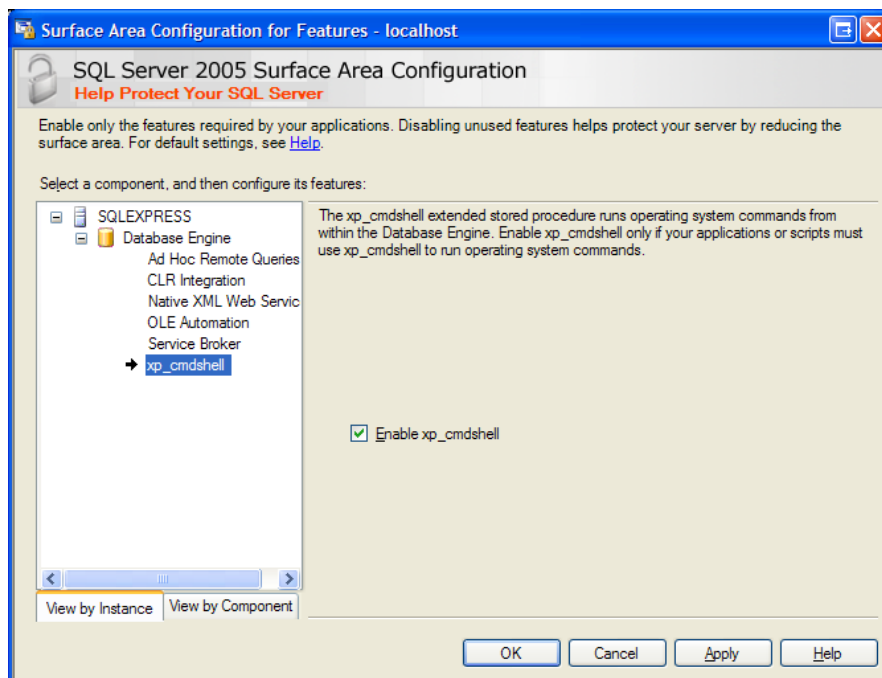 Surface Area Configuration for Features - localhost
SQL Server 2005 Surface Area Configuration
Help Protect Your SQL Server
Enable only the features required by your applications. Disabling unused features helps protect your server by reducing the
surface area. For default settings, see Help.
Select a component, and then configure its features:
SQLEXPRESS
Database Engine
Ad Hoc Remote Queries
CLR Integration
Native XML Web Servic
OLE Automation
Service Broker
xp_cmdshell
The xp_cmdshell extended stored procedure runs operating system commands from
within the Database Engine. Enable xp_cmdshell only if your applications or scripts must
use xp_cmdshell to run operating system commands.
Enable xp_cmdshell
View by Instance View by Component
OK Cancel Apply Help